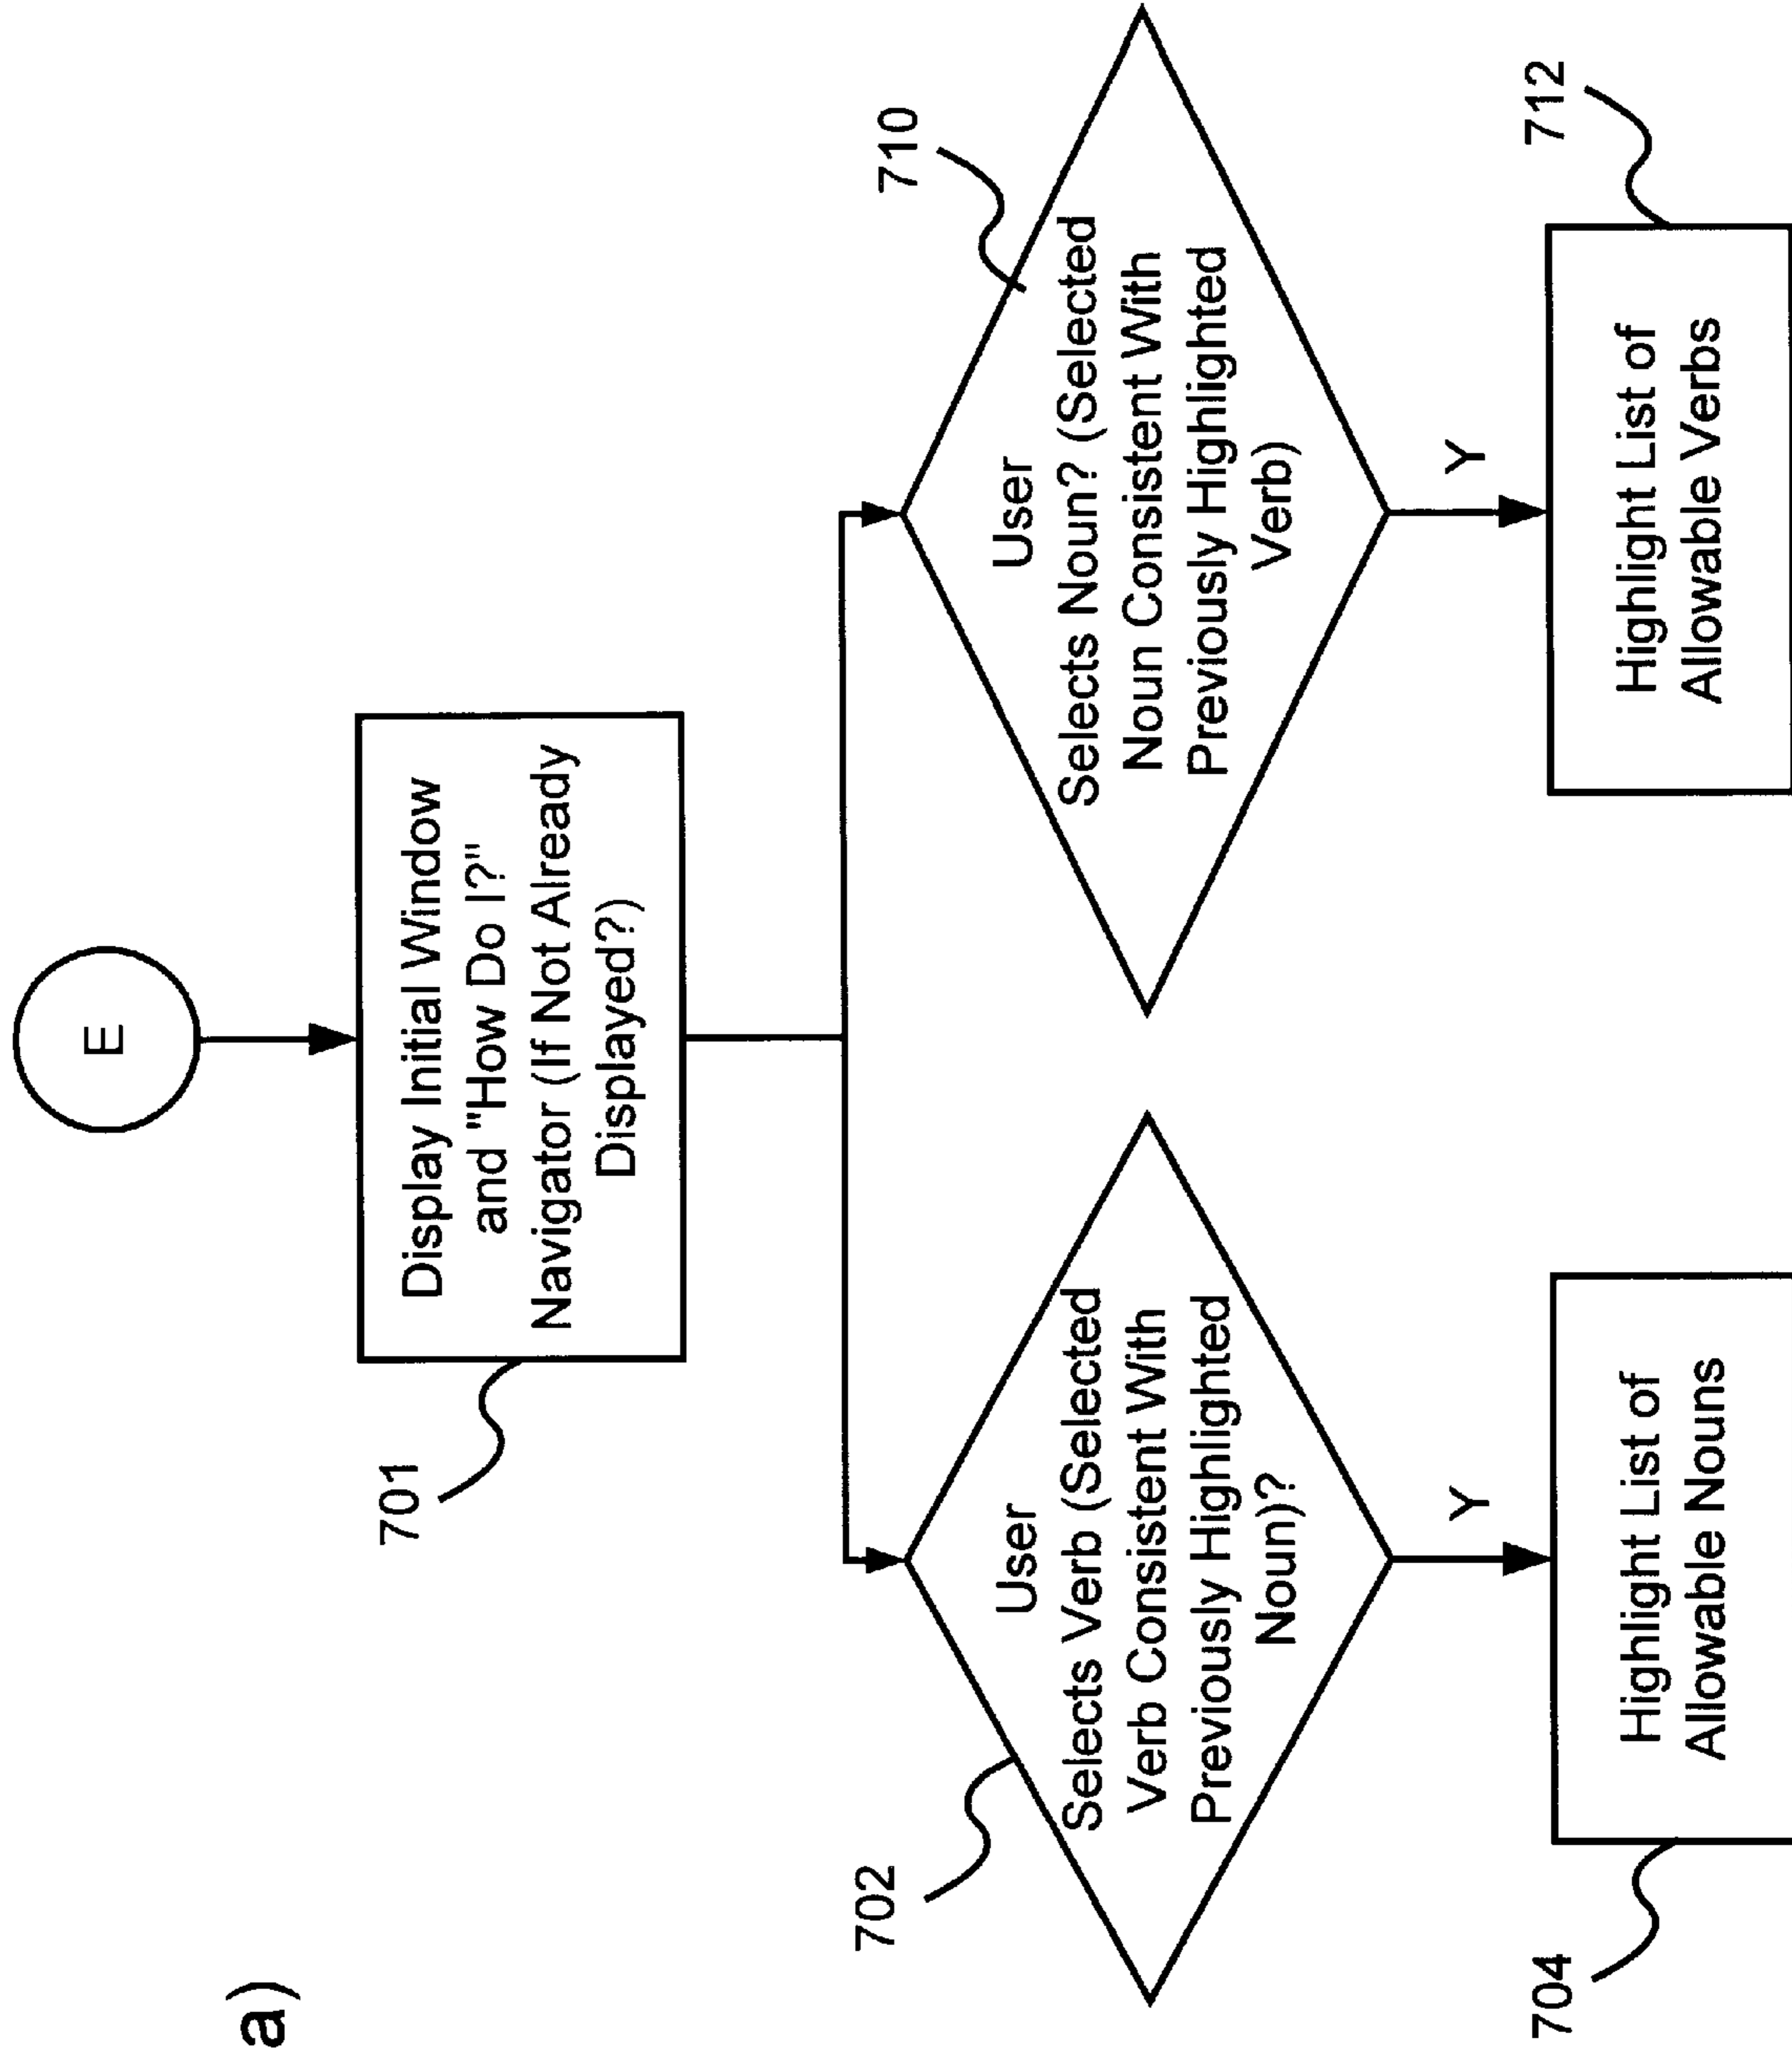 a)
E
701
Display Initial Window
and "How Do I?"
Navigator (If Not Already
Displayed?)
702
User
Selects Verb (Selected
Verb Consistent With
Previously Highlighted
Noun)?
710
User
Selects Noun? (Selected
Noun Consistent With
Previously Highlighted
Verb)
Y
Y
704
Highlight List of
Allowable Nouns
712
Highlight List of
Allowable Verbs